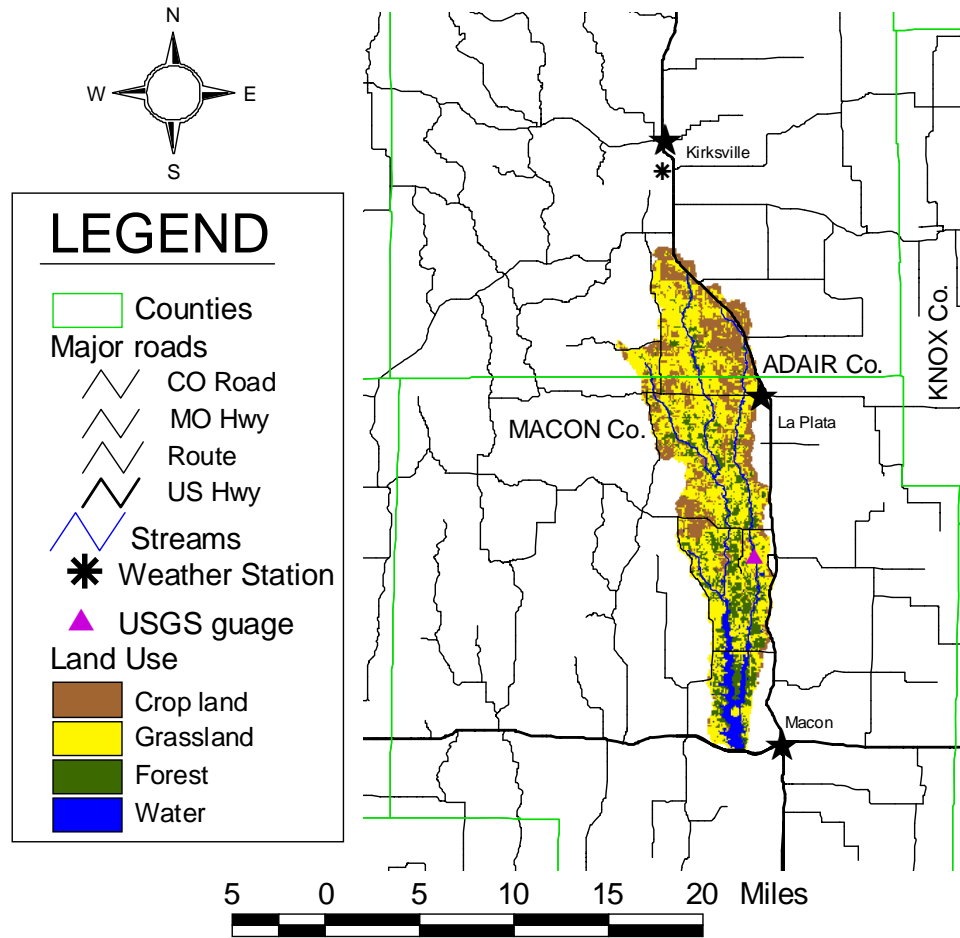 N
W E
S
LEGEND
Counties
Major roads
CO Road
MO Hwy
Route
US Hwy
Streams
Weather Station
USGS guage
Land Use
Crop land
Grassland
Forest
Water
Kirksville
KNOX Co.
ADAIR Co.
La Plata
MACON Co.
Macon
5 0 5 10 15 20 Miles